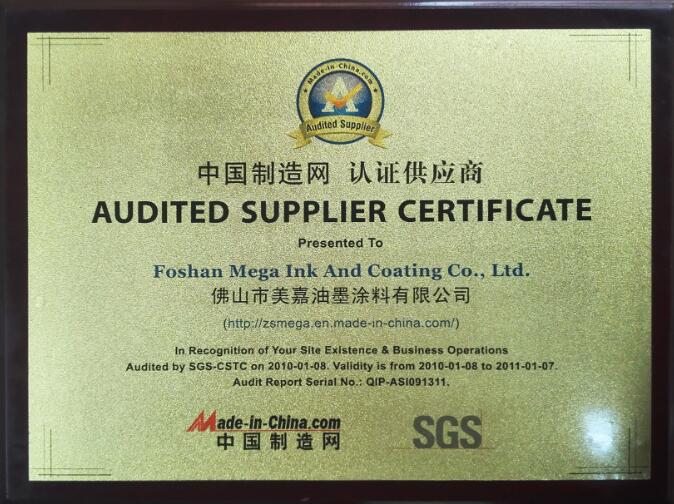 Made-in-China.com
Audited Supplier
中国制造网 认证供应商
AUDITED SUPPLIER CERTIFICATE
Presented To
Foshan Mega Ink And Coating Co., Ltd.
佛山市美嘉油墨涂料有限公司
(http://zsmega.en.made-in-china.com/)
In Recognition of Your Site Existence & Business Operations
Audited by SGS-CSTC on 2010-01-08. Validity is from 2010-01-08 to 2011-01-07.
Audit Report Serial No.: QIP-ASI091311.
Made-in-China.com
中国制造网
SGS